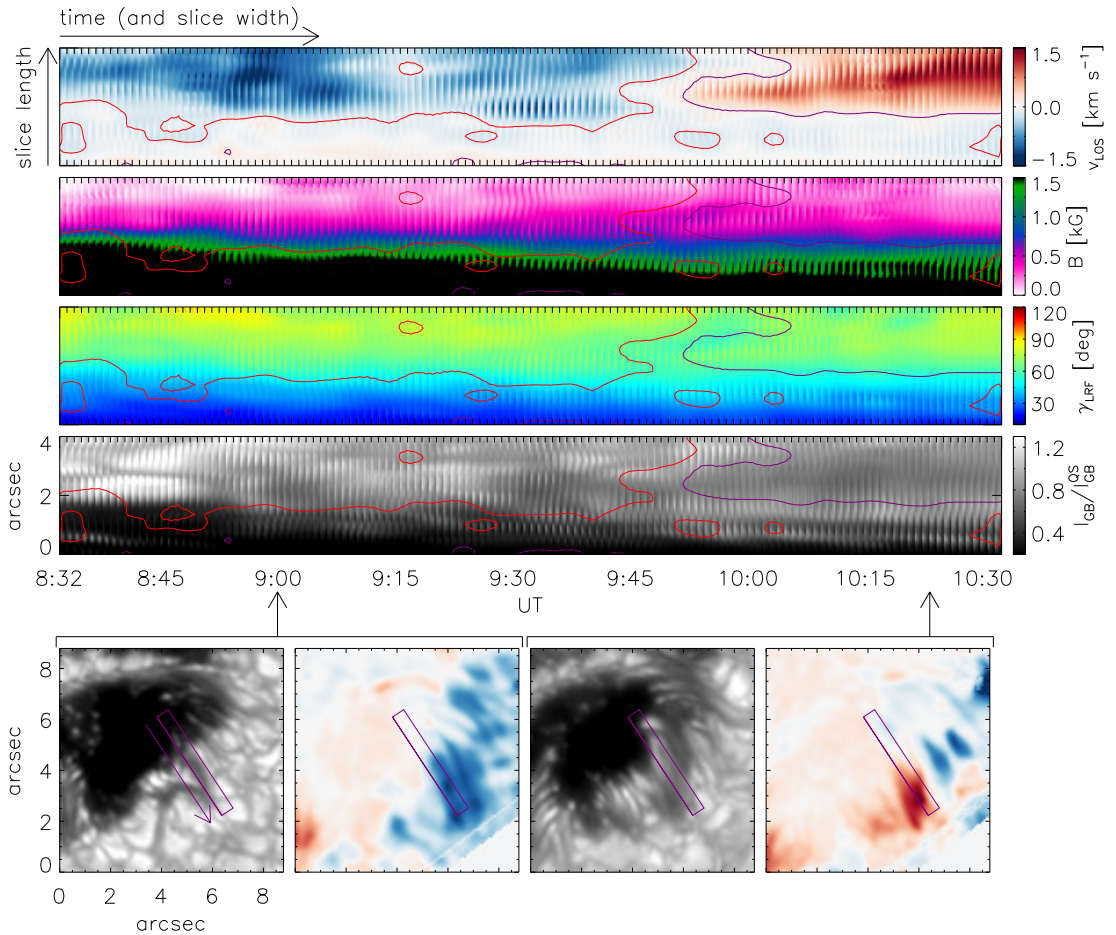 time (and slice width)
slice length
1.5
0.0
−1.5
v_LOS [km s⁻¹]
1.5
1.0
0.5
0.0
B [kG]
120
90
60
30
γ_LRF [deg]
4
2
0
arcsec
1.2
0.8
0.4
I_GB/I_GB^QS
8:32 8:45 9:00 9:15 9:30 9:45 10:00 10:15 10:30
UT
8
6
4
2
0
arcsec
0 2 4 6 8
arcsec